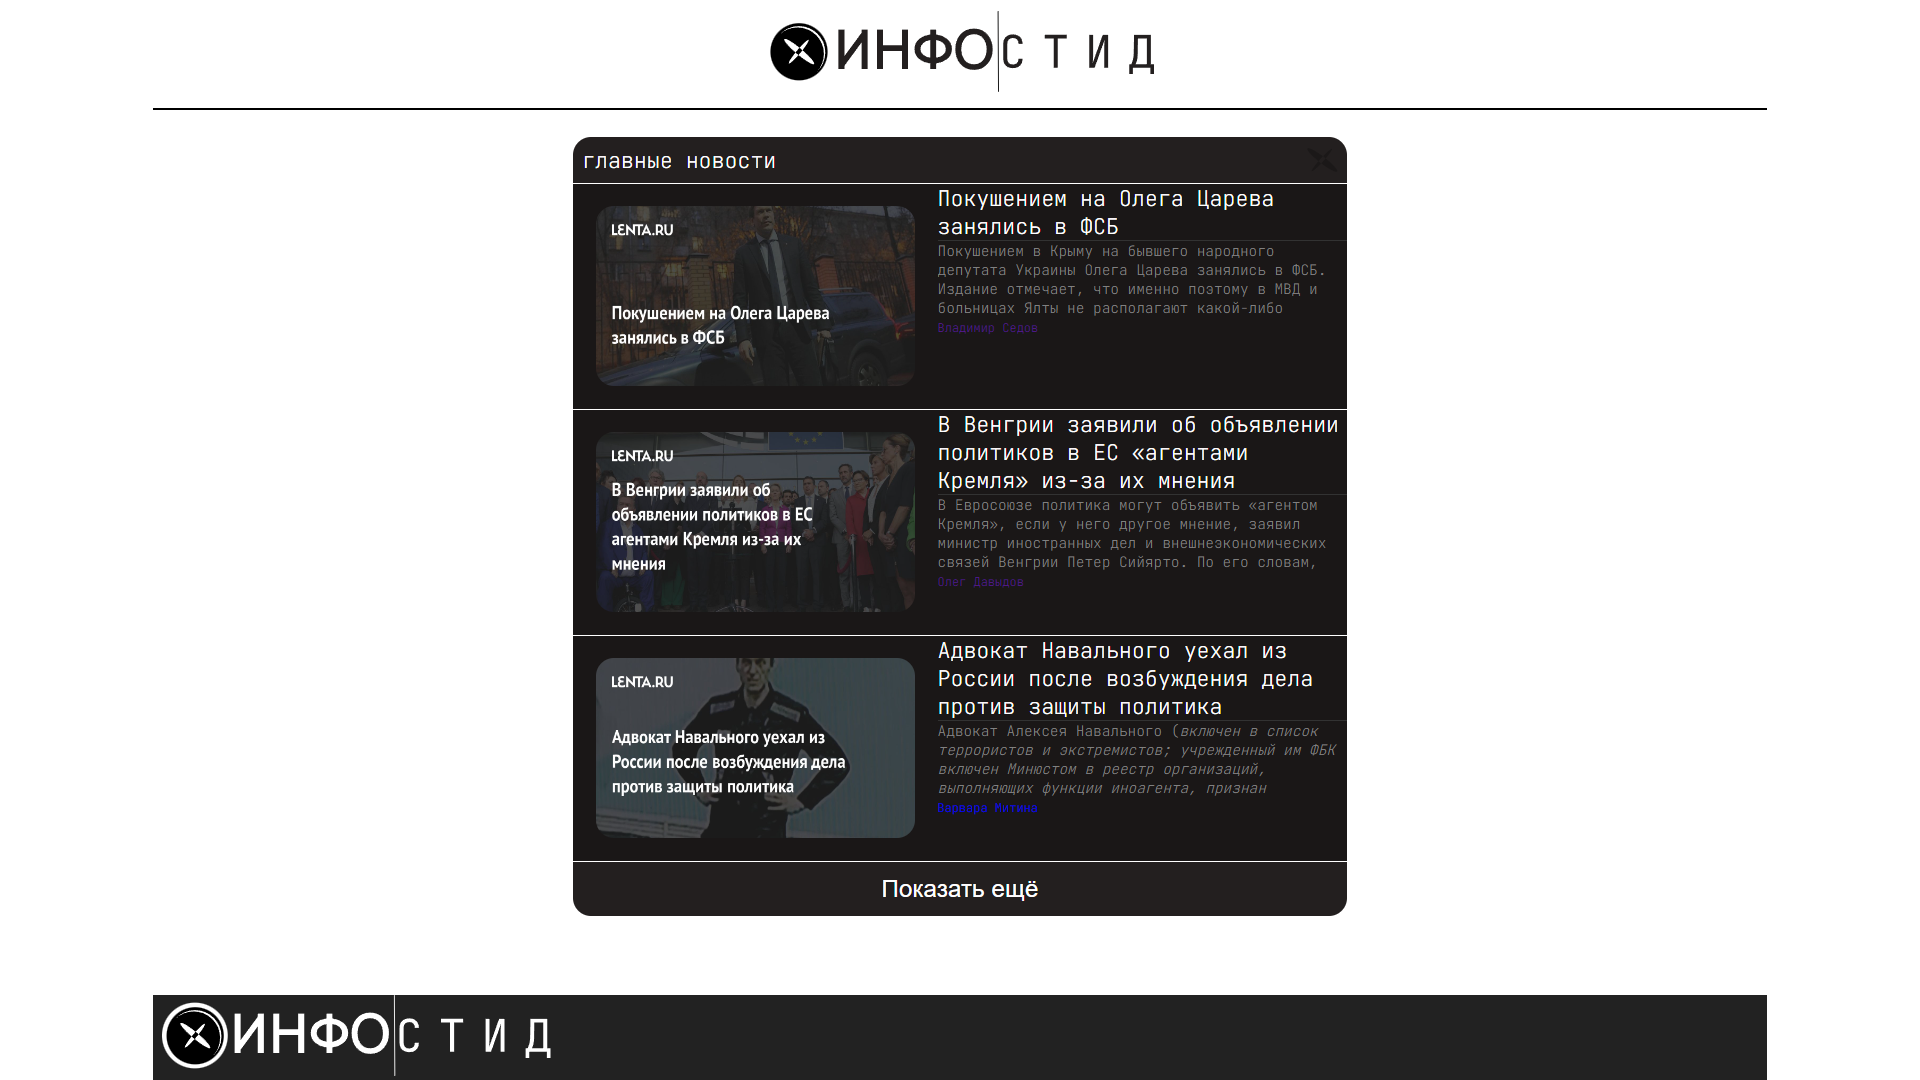 ИНФОСТИД
главные новости
LENTA.RU
Покушением на Олега Царева
занялись в ФСБ
Покушением на Олега Царева
занялись в ФСБ
Покушением в Крыму на бывшего народного
депутата Украины Олега Царева занялись в ФСБ.
Издание отмечает, что именно поэтому в МВД и
больницах Ялты не располагают какой-либо
Владимир Седов
LENTA.RU
В Венгрии заявили об
объявлении политиков в ЕС
агентами Кремля из-за их
мнения
В Венгрии заявили об объявлении
политиков в ЕС «агентами
Кремля» из-за их мнения
В Евросоюзе политика могут объявить «агентом
Кремля», если у него другое мнение, заявил
министр иностранных дел и внешнеэкономических
связей Венгрии Петер Сийярто. По его словам,
Олег Давыдов
LENTA.RU
Адвокат Навального уехал из
России после возбуждения дела
против защиты политика
Адвокат Навального уехал из
России после возбуждения дела
против защиты политика
Адвокат Алексея Навального (включен в список
террористов и экстремистов; учрежденный им ФБК
включен Минюстом в реестр организаций,
выполняющих функции иноагента, признан
Варвара Митина
Показать ещё
ИНФОСТИД